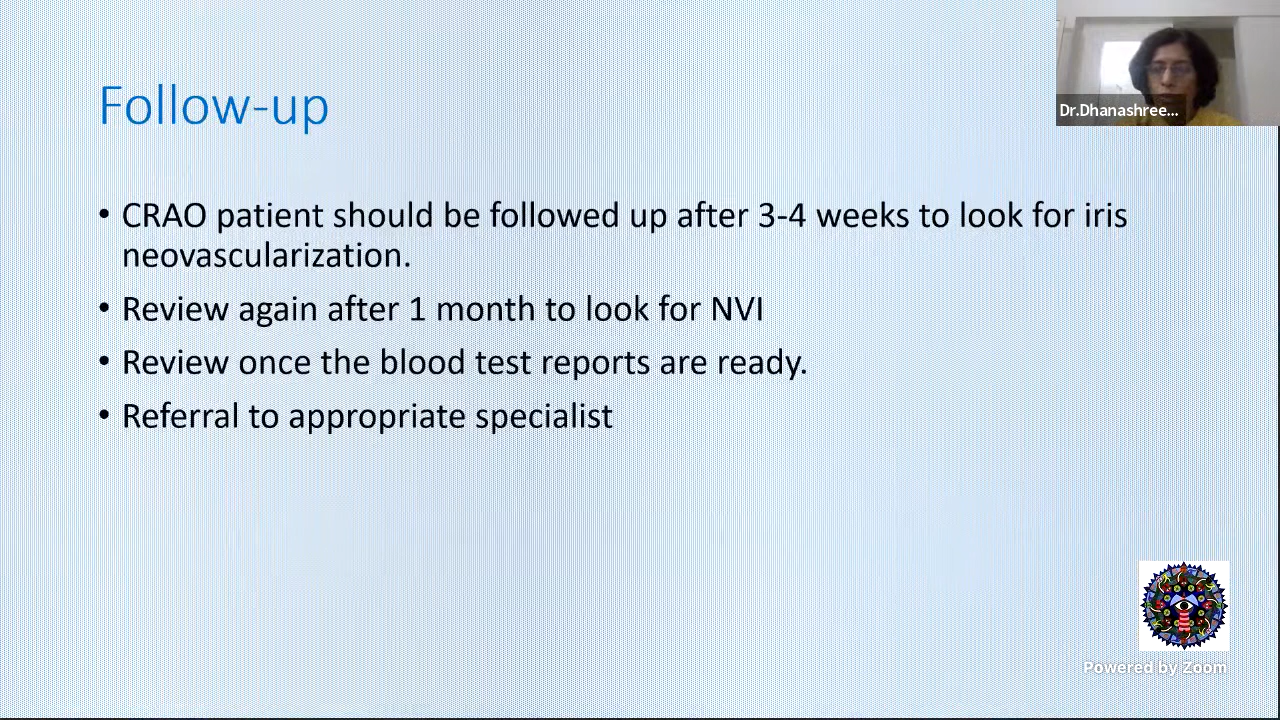 Follow-up
Dr.Dhanashree...
• CRAO patient should be followed up after 3-4 weeks to look for iris
neovascularization.
• Review again after 1 month to look for NVI
• Review once the blood test reports are ready.
• Referral to appropriate specialist
Powered by Zoom